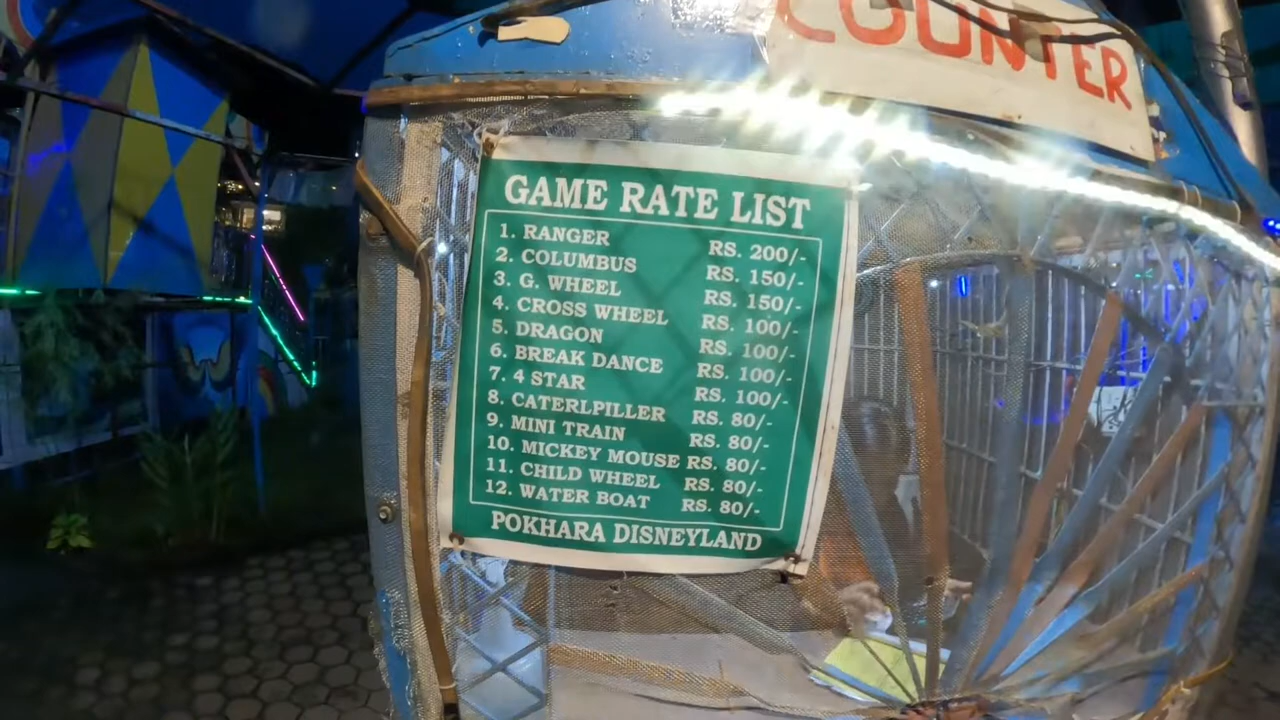 COUNTER
GAME RATE LIST
1. RANGER RS. 200/-
2. COLUMBUS RS. 150/-
3. G. WHEEL RS. 150/-
4. CROSS WHEEL RS. 100/-
5. DRAGON RS. 100/-
6. BREAK DANCE RS. 100/-
7. 4 STAR RS. 100/-
8. CATERLPILLER RS. 80/-
9. MINI TRAIN RS. 80/-
10. MICKEY MOUSE RS. 80/-
11. CHILD WHEEL RS. 80/-
12. WATER BOAT RS. 80/-
POKHARA DISNEYLAND